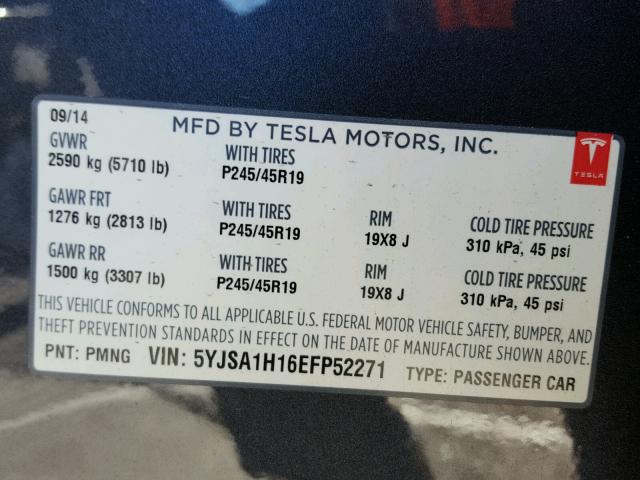 09/14
MFD BY TESLA MOTORS, INC.
GVWR WITH TIRES
2590 kg (5710 lb) P245/45R19
TESLA
GAWR FRT WITH TIRES RIM COLD TIRE PRESSURE
1276 kg (2813 lb) P245/45R19 19X8 J 310 kPa, 45 psi
GAWR RR WITH TIRES RIM COLD TIRE PRESSURE
1500 kg (3307 lb) P245/45R19 19X8 J 310 kPa, 45 psi
THIS VEHICLE CONFORMS TO ALL APPLICABLE U.S. FEDERAL MOTOR VEHICLE SAFETY, BUMPER, AND
THEFT PREVENTION STANDARDS IN EFFECT ON THE DATE OF MANUFACTURE SHOWN ABOVE.
PNT: PMNG VIN: 5YJSA1H16EFP52271 TYPE: PASSENGER CAR